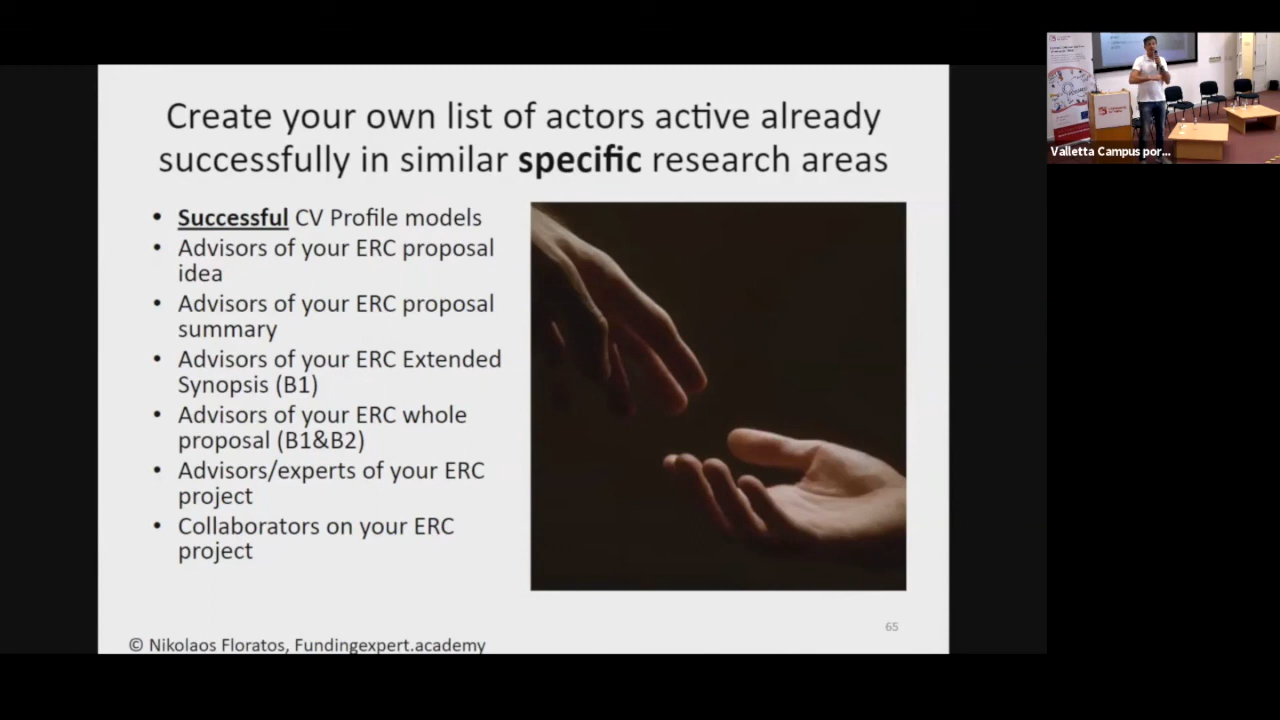 Create your own list of actors active already
successfully in similar specific research areas
• Successful CV Profile models
• Advisors of your ERC proposal
idea
• Advisors of your ERC proposal
summary
• Advisors of your ERC Extended
Synopsis (B1)
• Advisors of your ERC whole
proposal (B1&B2)
• Advisors/experts of your ERC
project
• Collaborators on your ERC
project
65
© Nikolaos Floratos, Fundingexpert.academy
Valletta Campus por...